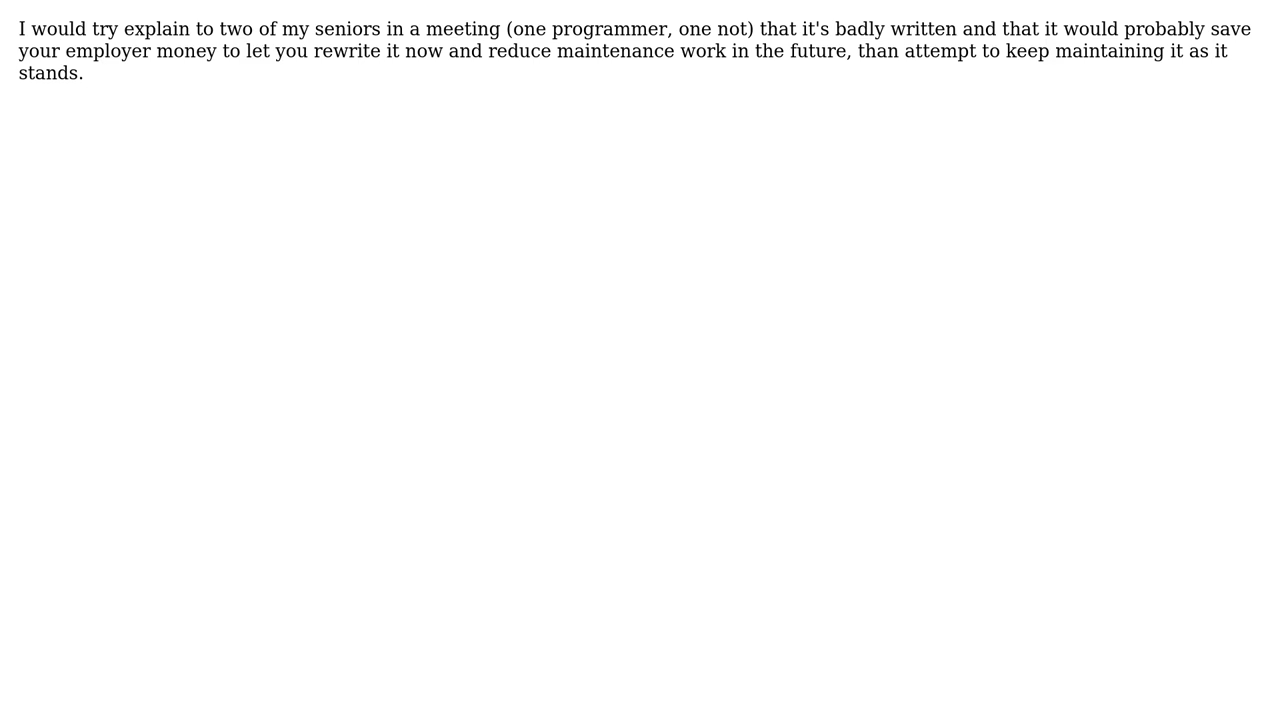 I would try explain to two of my seniors in a meeting (one programmer, one not) that it's badly written and that it would probably save
your employer money to let you rewrite it now and reduce maintenance work in the future, than attempt to keep maintaining it as it
stands.